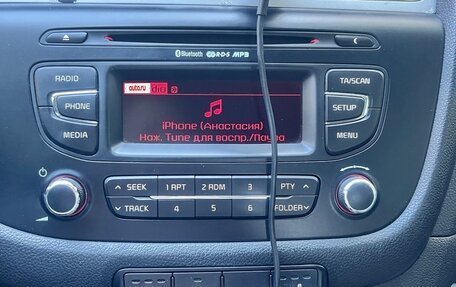 Bluetooth R·D·S MP3
RADIO
PHONE
MEDIA
auto.ru
iPhone (Анастасия)
Наж. Tune для воспр./Пауза
TA/SCAN
SETUP
MENU
SEEK 1 RPT 2 RDM 3 PTY
TRACK 4 5 6 FOLDER